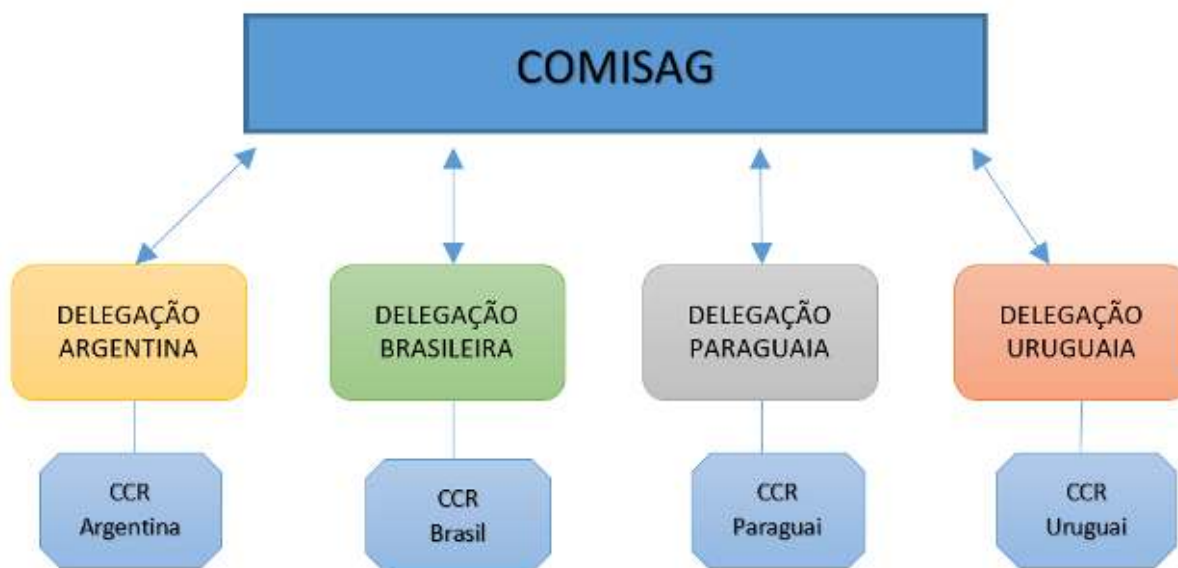 COMISAG
DELEGAÇÃO
ARGENTINA
DELEGAÇÃO
BRASILEIRA
DELEGAÇÃO
PARAGUAIA
DELEGAÇÃO
URUGUAIA
CCR
Argentina
CCR
Brasil
CCR
Paraguai
CCR
Uruguai